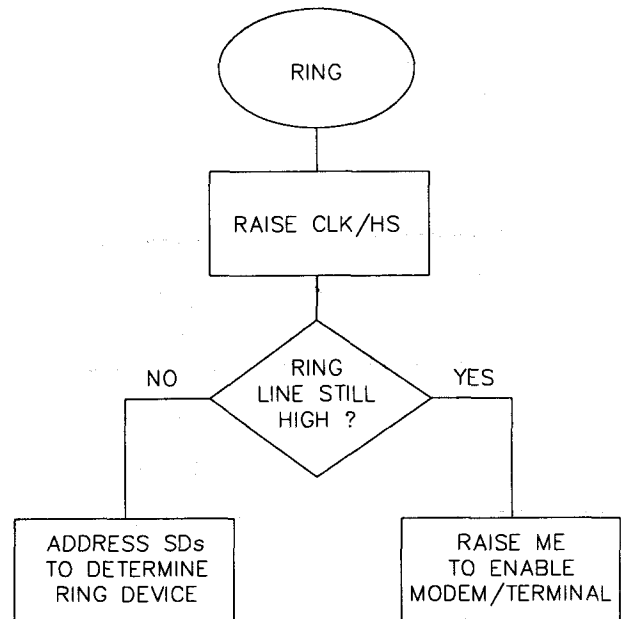 RING
RAISE CLK/HS
RING
LINE STILL
HIGH ?
NO
YES
ADDRESS SDs
TO DETERMINE
RING DEVICE
RAISE ME
TO ENABLE
MODEM/TERMINAL